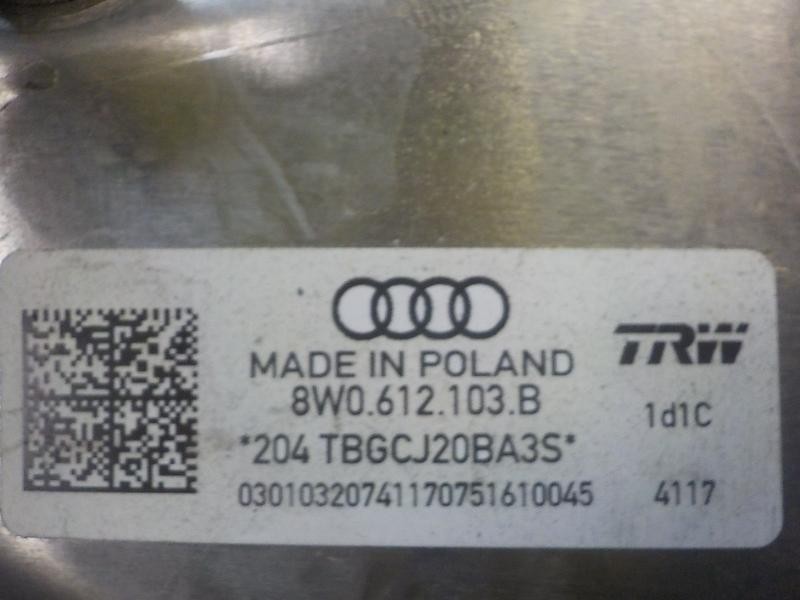 MADE IN POLAND
TRW
8W0.612.103.B
1d1C
*204 TBGCJ20BA3S*
03010320741170751610045
4117